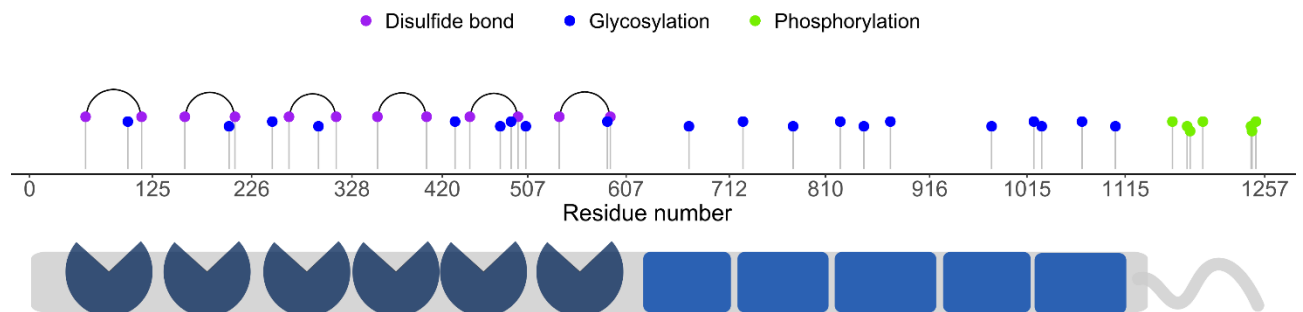 Disulfide bond Glycosylation Phosphorylation
0 125 226 328 420 507 607 712 810 916 1015 1115 1257
Residue number